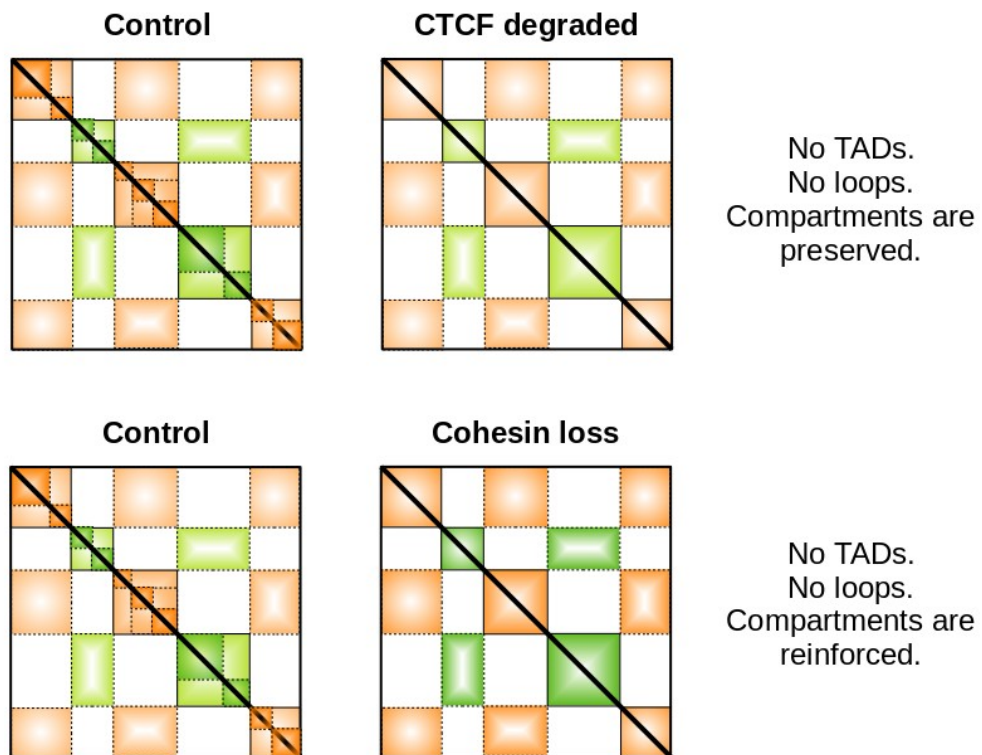 Control
CTCF degraded
No TADs.
No loops.
Compartments are
preserved.
Control
Cohesin loss
No TADs.
No loops.
Compartments are
reinforced.